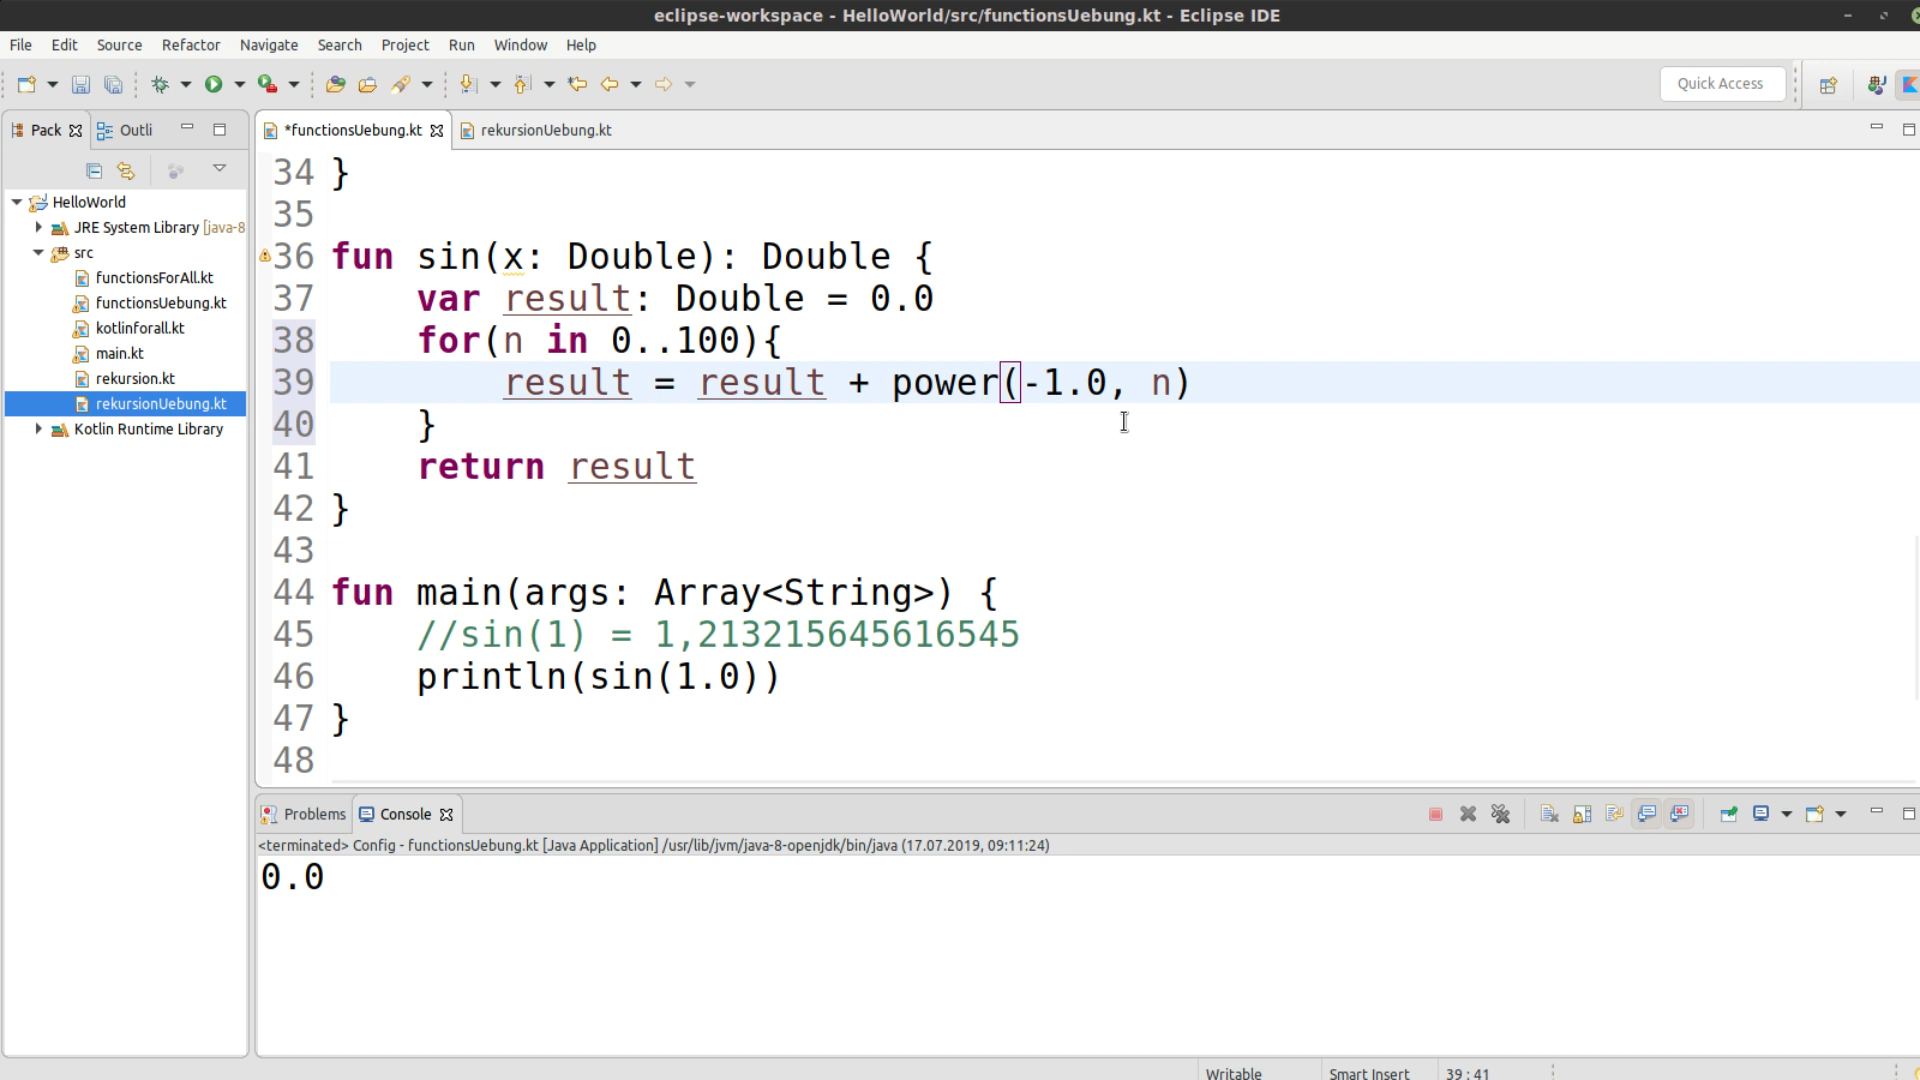 eclipse-workspace - HelloWorld/src/functionsUebung.kt - Eclipse IDE
File Edit Source Refactor Navigate Search Project Run Window Help
Quick Access
Pack Outli
*functionsUebung.kt rekursionUebung.kt
HelloWorld
JRE System Library [java-8
src
functionsForAll.kt
functionsUebung.kt
kotlinforall.kt
main.kt
rekursion.kt
rekursionUebung.kt
Kotlin Runtime Library
34 }
35
36 fun sin(x: Double): Double {
37 var result: Double = 0.0
38 for(n in 0..100){
39 result = result + power(-1.0, n)
40 }
41 return result
42 }
43
44 fun main(args: Array<String>) {
45 //sin(1) = 1,213215645616545
46 println(sin(1.0))
47 }
48
Problems Console
<terminated> Config - functionsUebung.kt [Java Application] /usr/lib/jvm/java-8-openjdk/bin/java (17.07.2019, 09:11:24)
0.0
Writable Smart Insert 39 : 41